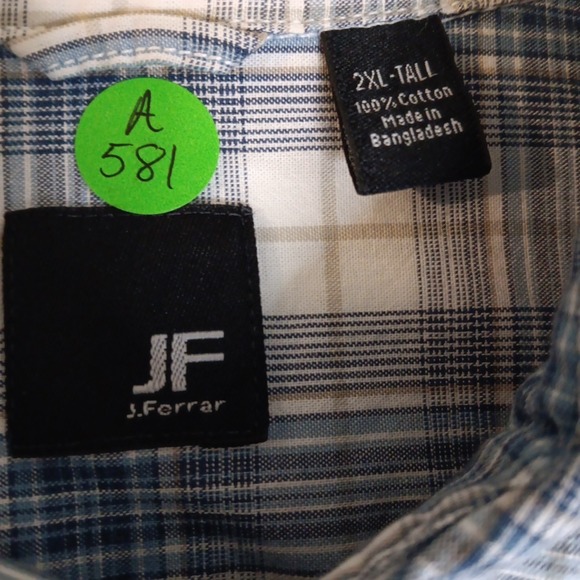 2XL-TALL
100% Cotton
Made in
Bangladesh
A
581
JF
J.Ferrar